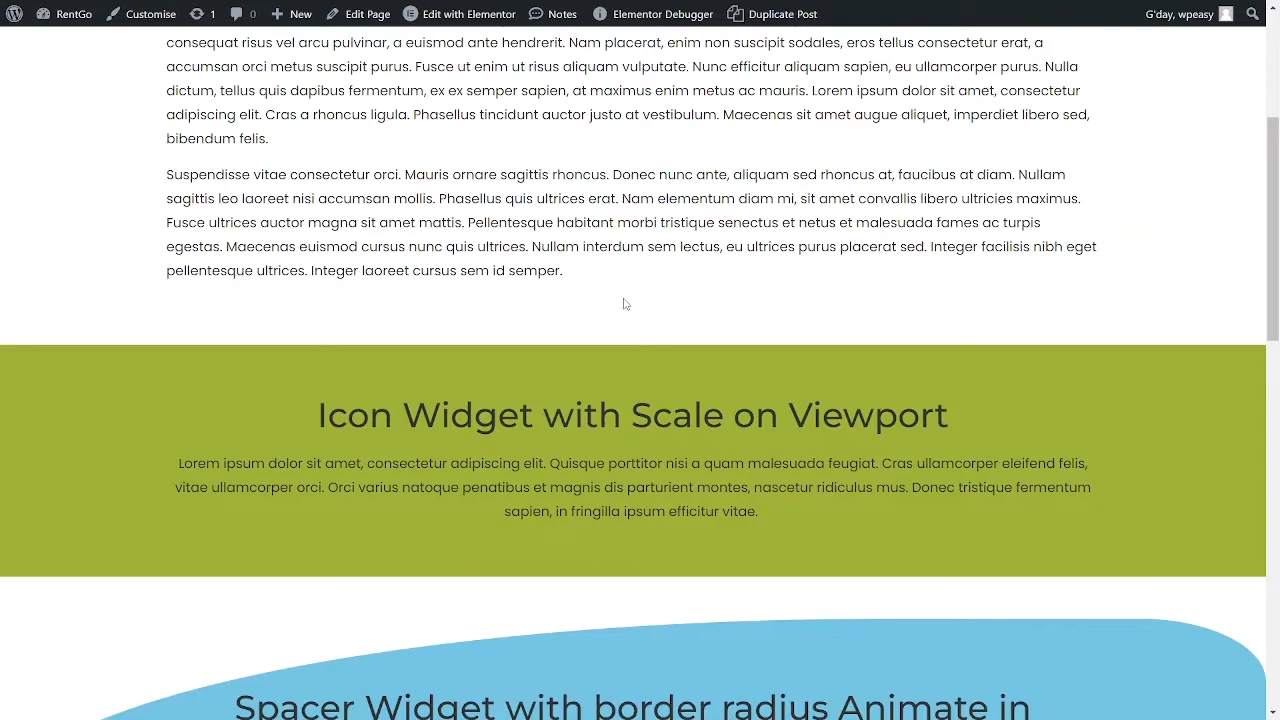 RentGo Customise 1 0 New Edit Page Edit with Elementor Notes Elementor Debugger Duplicate Post G'day, wpeasy
consequat risus vel arcu pulvinar, a euismod ante hendrerit. Nam placerat, enim non suscipit sodales, eros tellus consectetur erat, a
accumsan orci metus suscipit purus. Fusce ut enim ut risus aliquam vulputate. Nunc efficitur aliquam sapien, eu ullamcorper purus. Nulla
dictum, tellus quis dapibus fermentum, ex ex semper sapien, at maximus enim metus ac mauris. Lorem ipsum dolor sit amet, consectetur
adipiscing elit. Cras a rhoncus ligula. Phasellus tincidunt auctor justo at vestibulum. Maecenas sit amet augue aliquet, imperdiet libero sed,
bibendum felis.
Suspendisse vitae consectetur orci. Mauris ornare sagittis rhoncus. Donec nunc ante, aliquam sed rhoncus at, faucibus at diam. Nullam
sagittis leo laoreet nisi accumsan mollis. Phasellus quis ultrices erat. Nam elementum diam mi, sit amet convallis libero ultricies maximus.
Fusce ultrices auctor magna sit amet mattis. Pellentesque habitant morbi tristique senectus et netus et malesuada fames ac turpis
egestas. Maecenas euismod cursus nunc quis ultrices. Nullam interdum sem lectus, eu ultrices purus placerat sed. Integer facilisis nibh eget
pellentesque ultrices. Integer laoreet cursus sem id semper.
Icon Widget with Scale on Viewport
Lorem ipsum dolor sit amet, consectetur adipiscing elit. Quisque porttitor nisi a quam malesuada feugiat. Cras ullamcorper eleifend felis,
vitae ullamcorper orci. Orci varius natoque penatibus et magnis dis parturient montes, nascetur ridiculus mus. Donec tristique fermentum
sapien, in fringilla ipsum efficitur vitae.
Spacer Widget with border radius Animate in